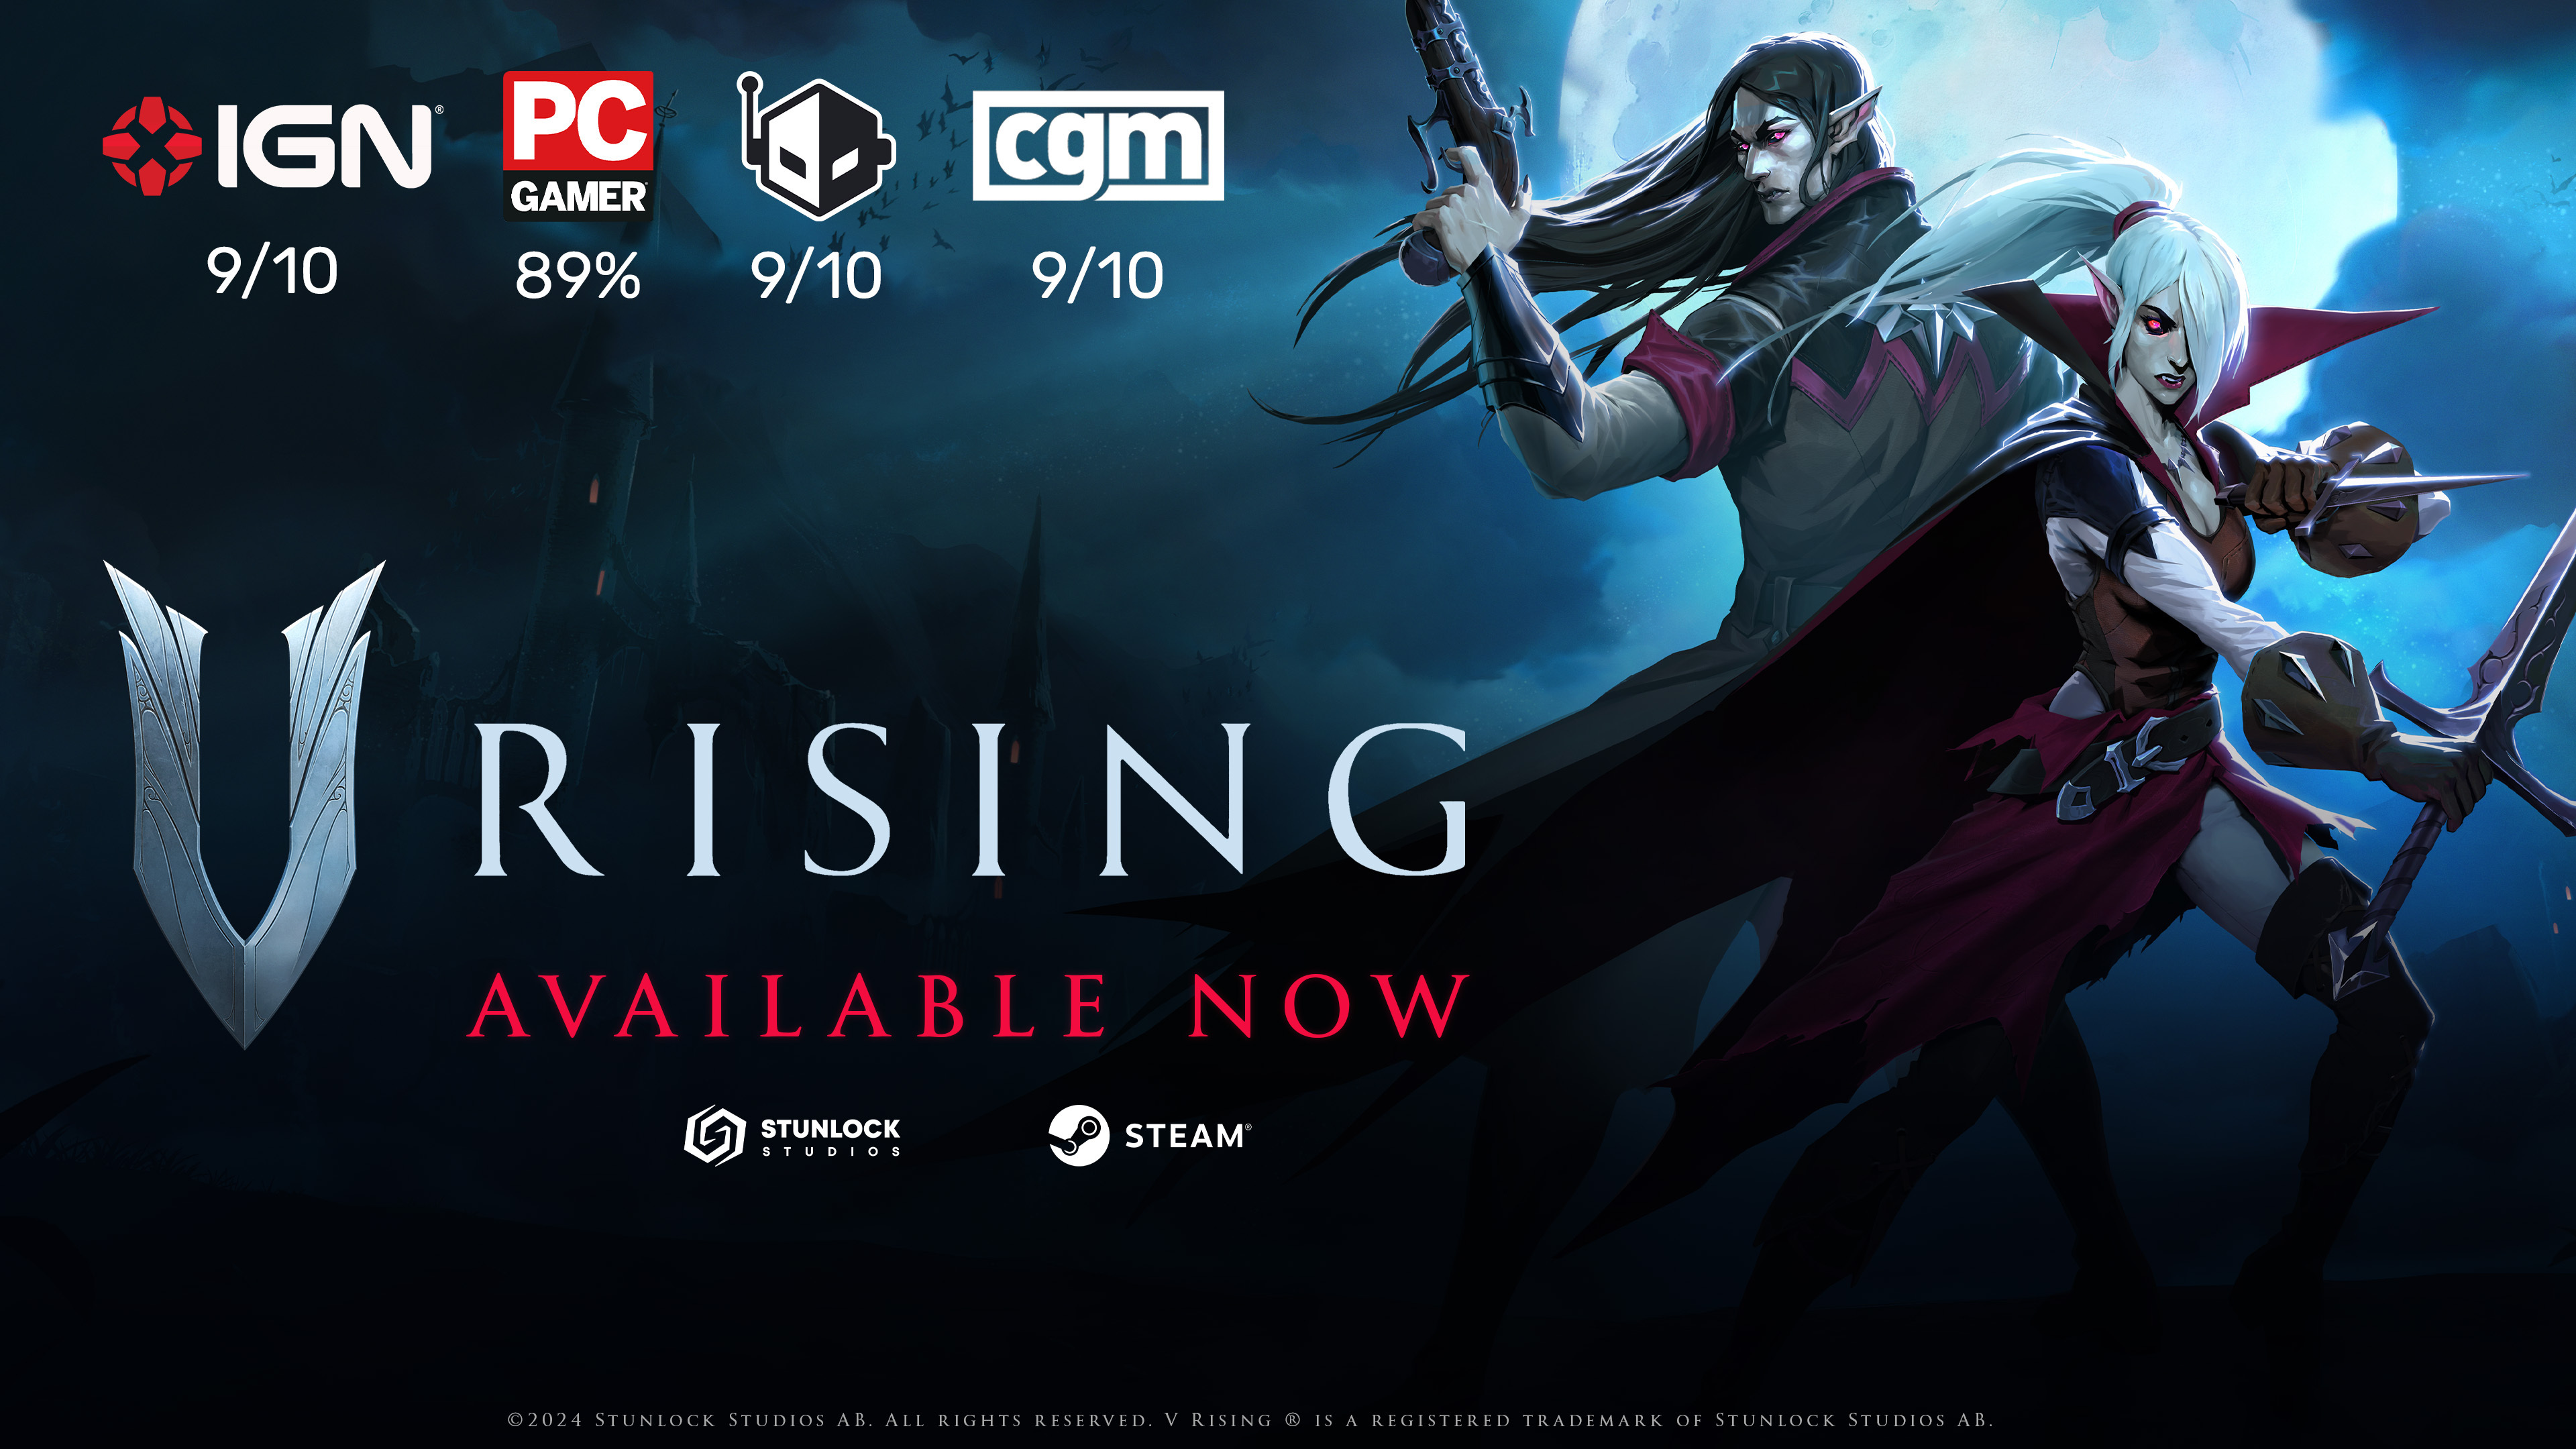 IGN®
PC
GAMER
cgm
9/10
89%
9/10
9/10
V RISING
AVAILABLE NOW
STUNLOCK
STUDIOS
STEAM®
©2024 Stunlock Studios AB. All rights reserved. V Rising ® is a registered trademark of Stunlock Studios AB.